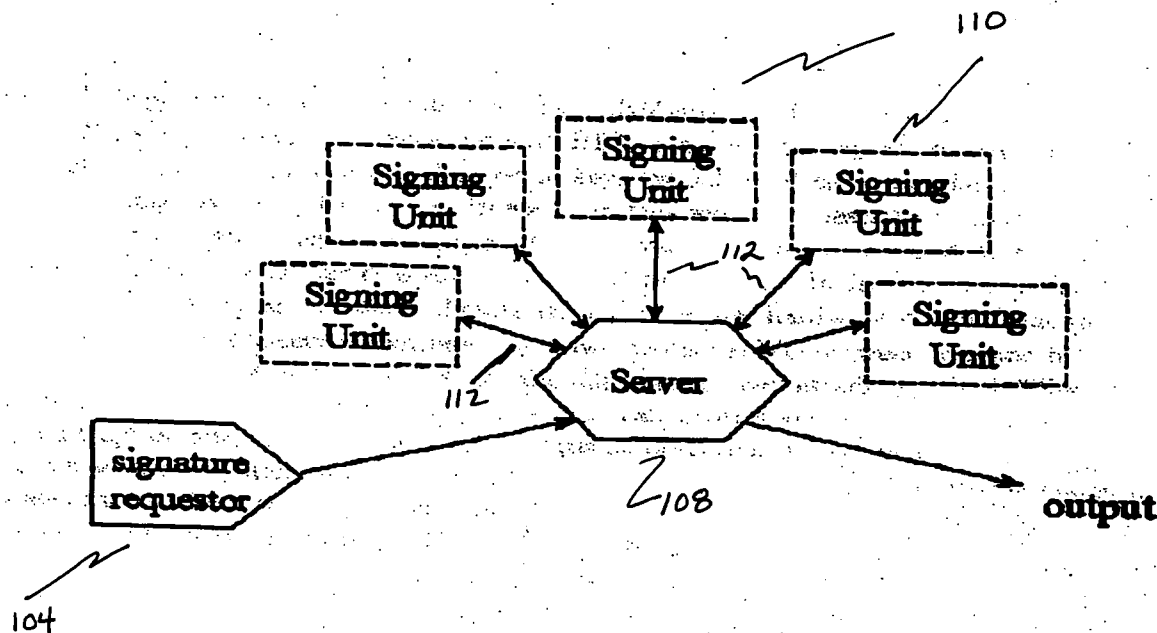 110
Signing
Unit
Signing
Unit
Signing
Unit
112
Signing
Unit
Signing
Unit
112
Server
signature
requestor
108
output
104